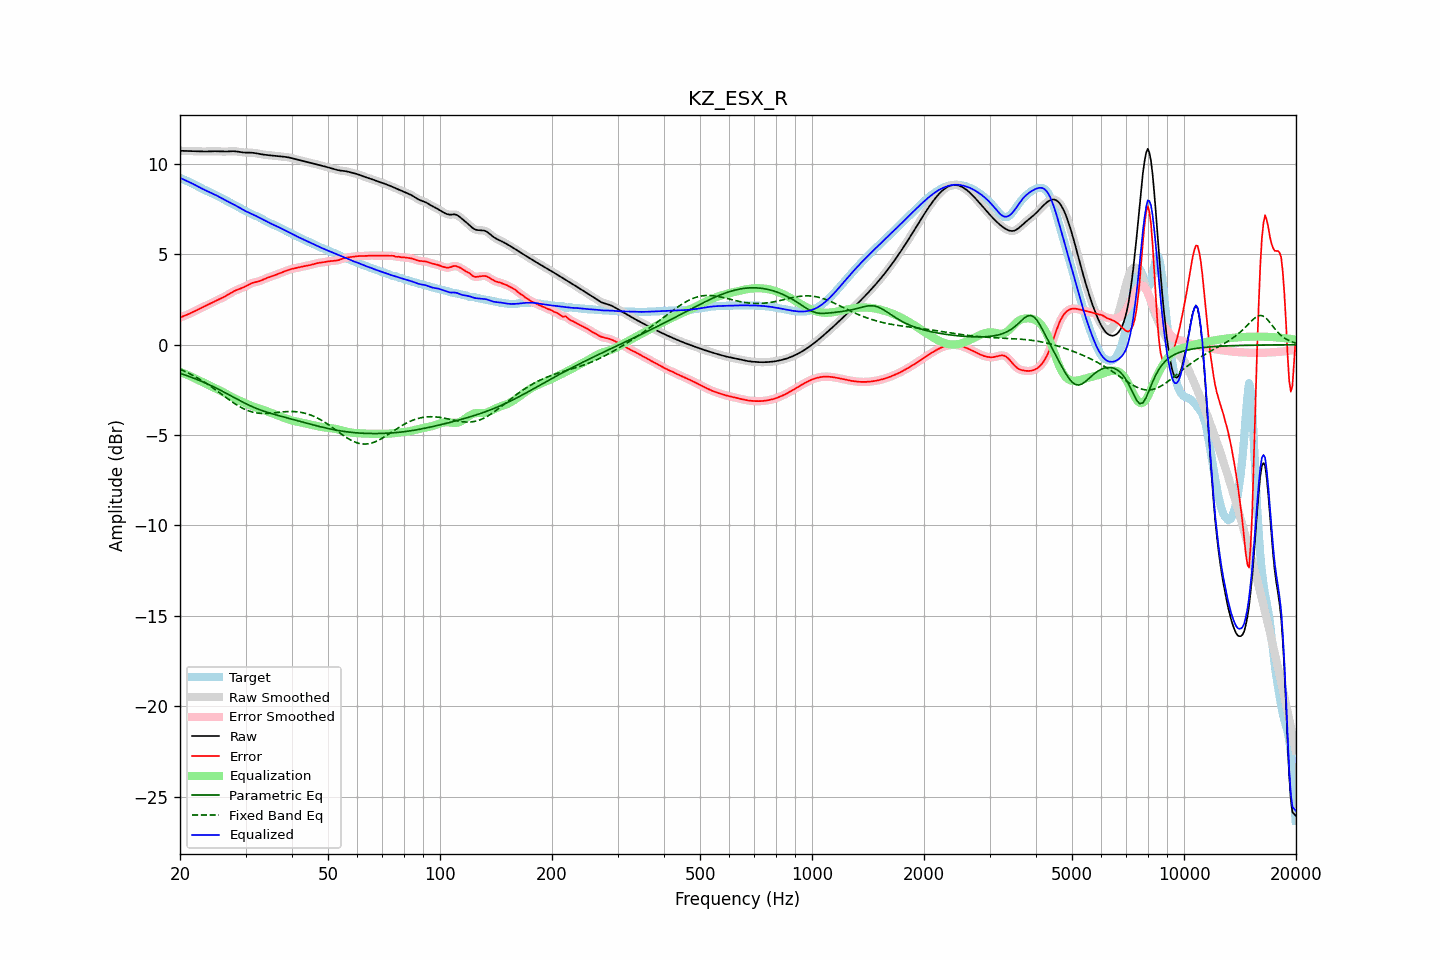 KZ_ESX_R
10
5
0
−5
−10
−15
−20
−25
Amplitude (dBr)
Target
Raw Smoothed
Error Smoothed
Raw
Error
Equalization
Parametric Eq
Fixed Band Eq
Equalized
20 50 100 200 500 1000 2000 5000 10000 20000
Frequency (Hz)